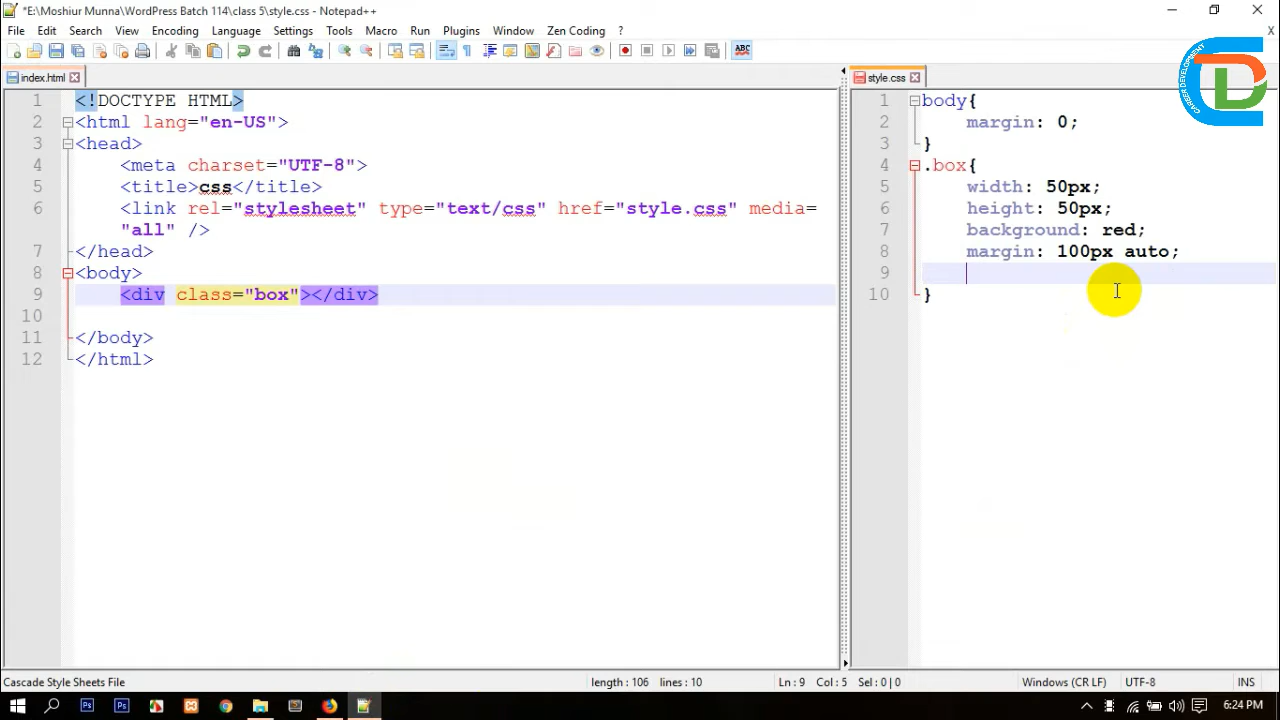 *E:\Moshiur Munna\WordPress Batch 114\class 5\style.css - Notepad++
File Edit Search View Encoding Language Settings Tools Macro Run Plugins Window Zen Coding ? X
ABC
index.html
style.css
CAREER DEVELOPMENT
1 <!DOCTYPE HTML>
2 <html lang="en-US">
3 <head>
4 <meta charset="UTF-8">
5 <title>css</title>
6 <link rel="stylesheet" type="text/css" href="style.css" media=
"all" />
7 </head>
8 <body>
9 <div class="box"></div>
10
11 </body>
12 </html>
1 body{
2 margin: 0;
3 }
4 .box{
5 width: 50px;
6 height: 50px;
7 background: red;
8 margin: 100px auto;
9
10 }
Cascade Style Sheets File length : 106 lines : 10 Ln : 9 Col : 5 Sel : 0 | 0 Windows (CR LF) UTF-8 INS
Ps Ps 6:24 PM